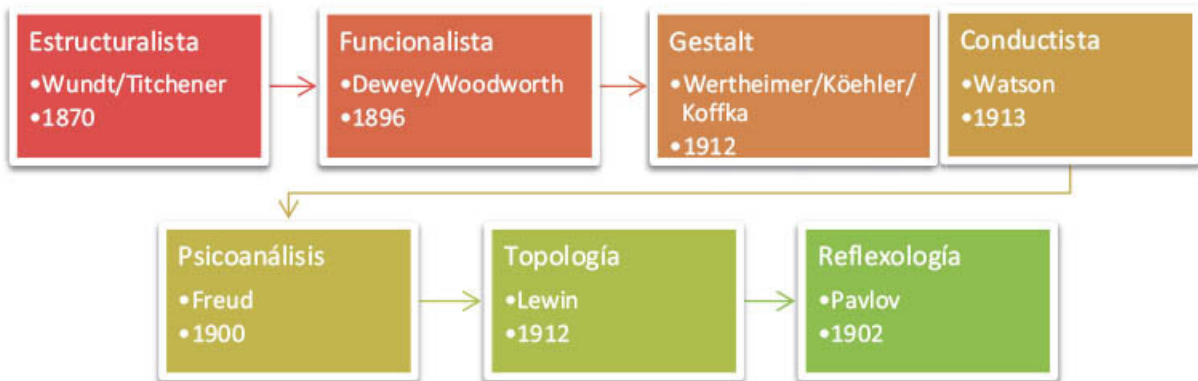 Estructuralista
•Wundt/Titchener
•1870
Funcionalista
•Dewey/Woodworth
•1896
Gestalt
•Wertheimer/Köehler/
Koffka
•1912
Conductista
•Watson
•1913
Psicoanálisis
•Freud
•1900
Topología
•Lewin
•1912
Reflexología
•Pavlov
•1902